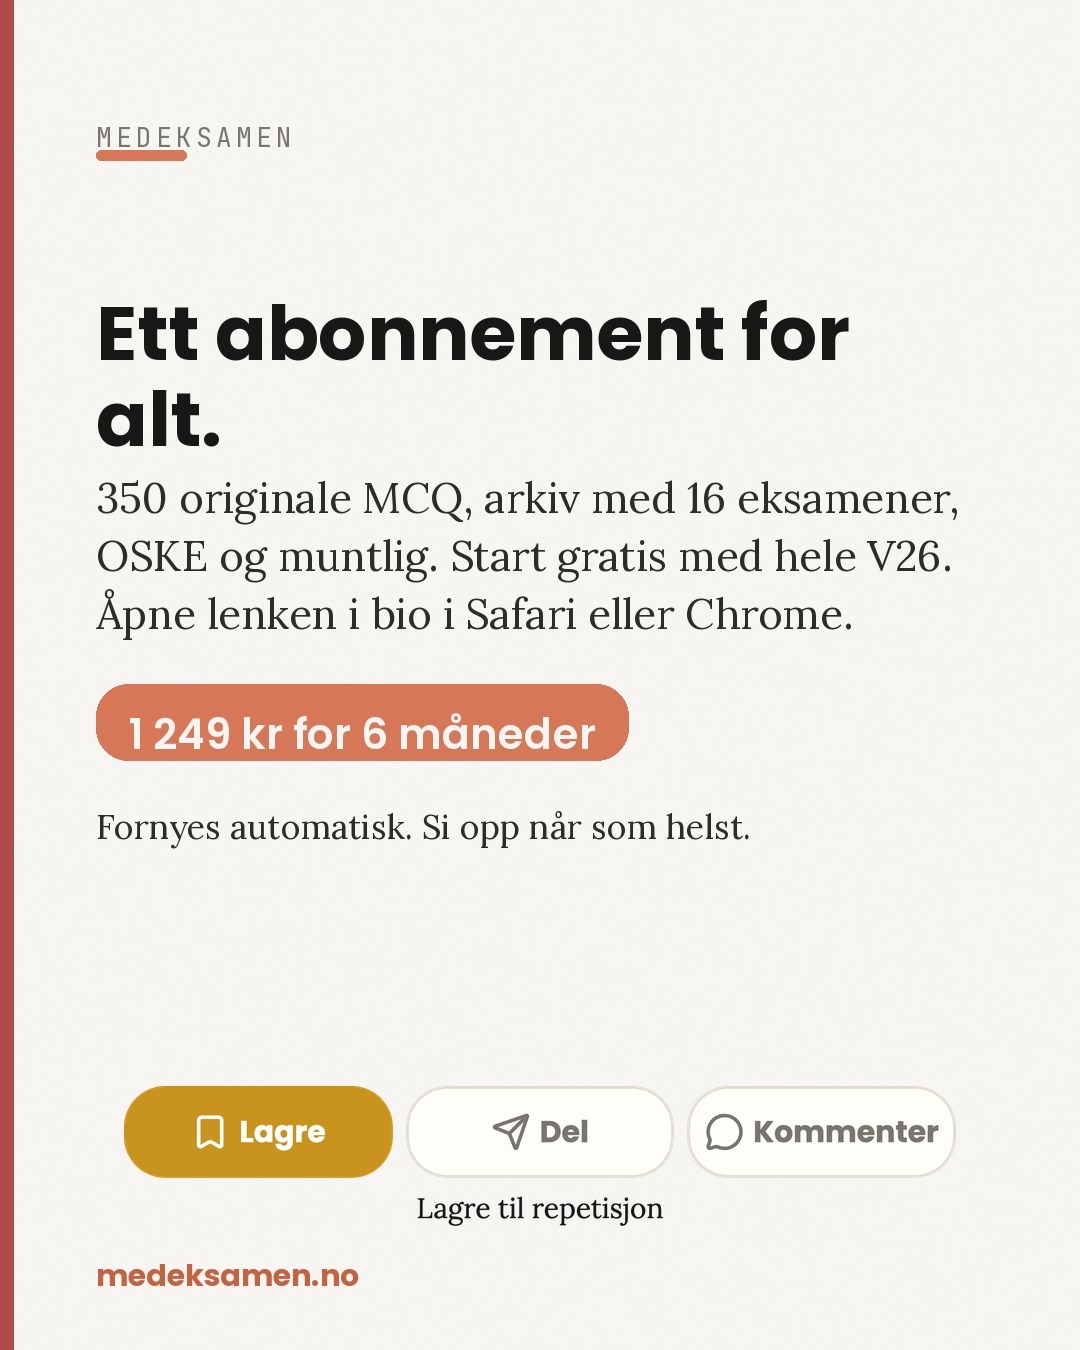 MEDEKSAMEN
Ett abonnement for
alt.
350 originale MCQ, arkiv med 16 eksamener,
OSKE og muntlig. Start gratis med hele V26.
Åpne lenken i bio i Safari eller Chrome.
1 249 kr for 6 måneder
Fornyes automatisk. Si opp når som helst.
Lagre
Del
Kommenter
Lagre til repetisjon
medeksamen.no